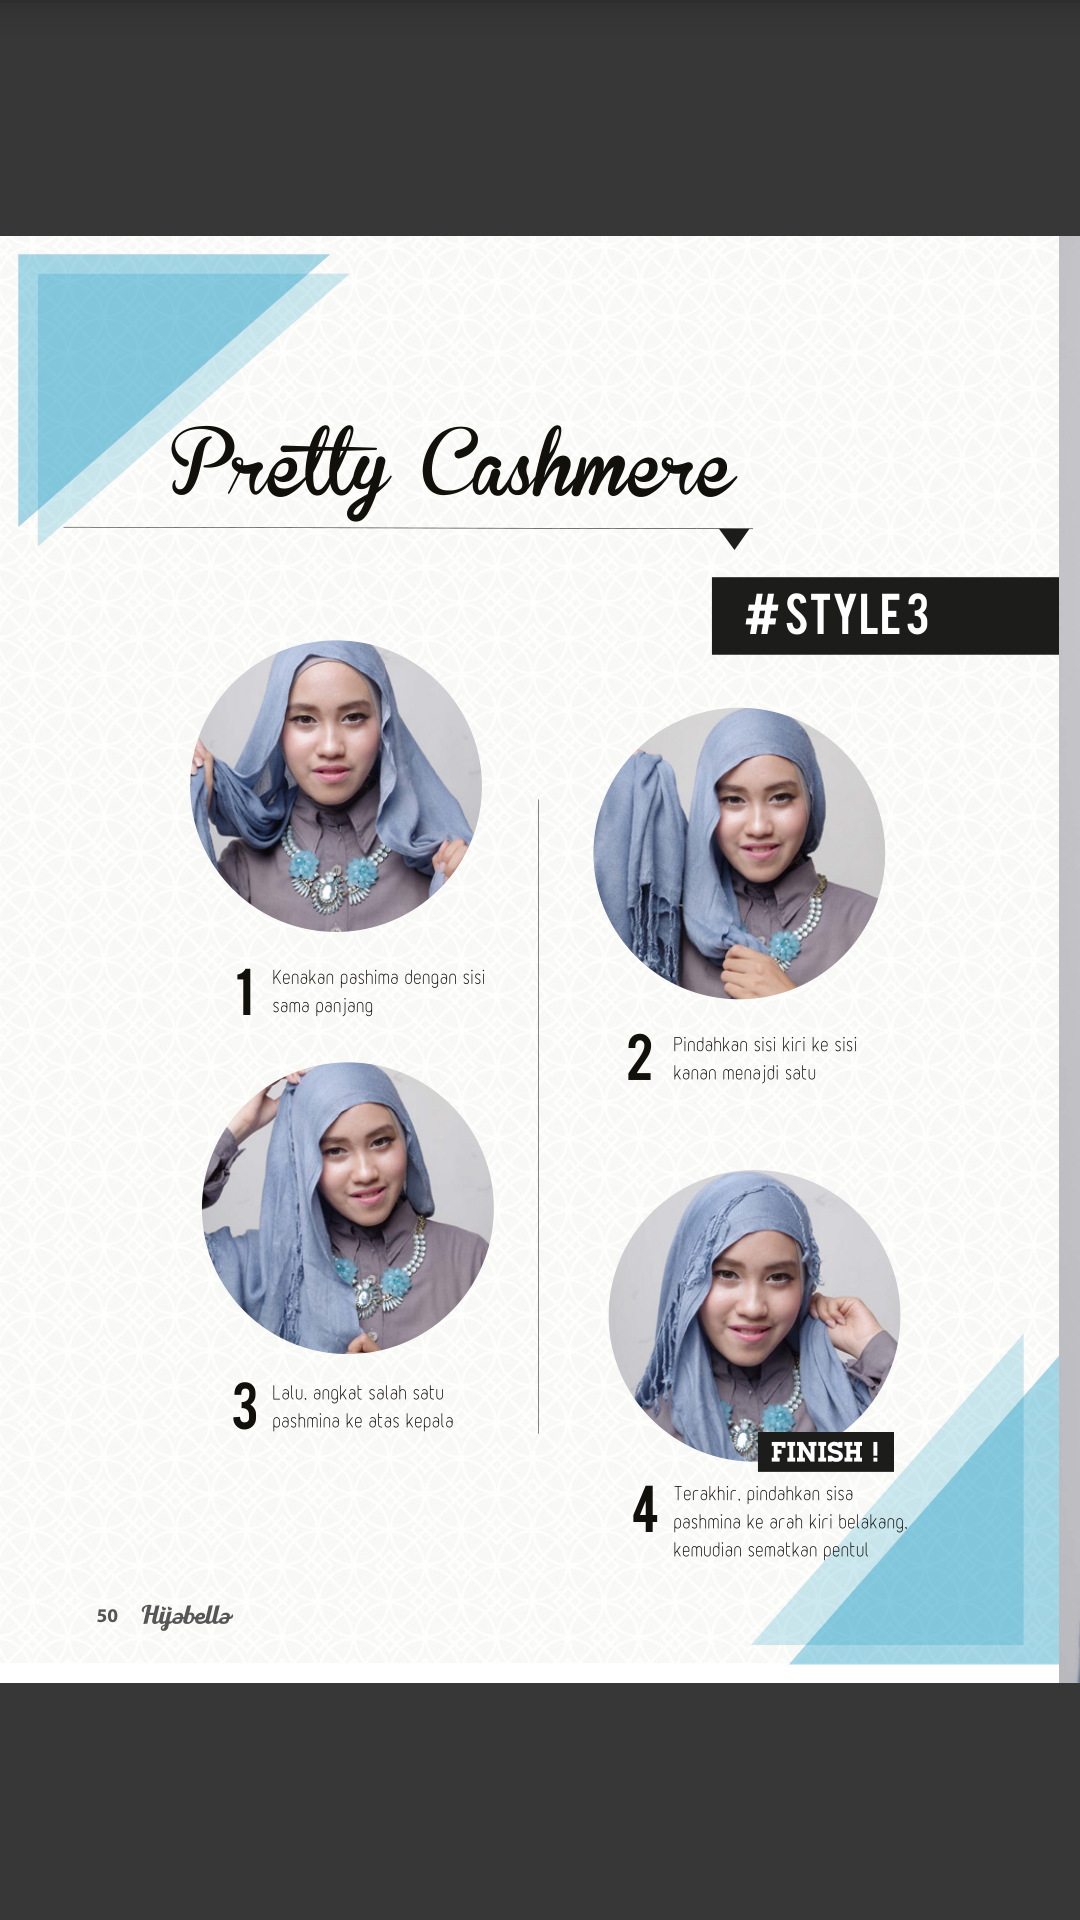 Pretty Cashmere
#STYLE3
1 Kenakan pashima dengan sisi
sama panjang
2 Pindahkan sisi kiri ke sisi
kanan menajdi satu
3 Lalu, angkat salah satu
pashmina ke atas kepala
FINISH !
4 Terakhir, pindahkan sisa
pashmina ke arah kiri belakang,
kemudian sematkan pentul
50 Hijabella